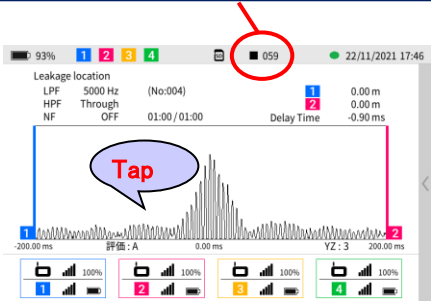 93% 1 2 3 4 059 22/11/2021 17:46
Leakage location
LPF 5000 Hz (No:004) 1 0.00 m
HPF Through 2 0.00 m
NF OFF 01:00 / 01:00 Delay Time -0.90 ms
Tap
1 2
-200.00 ms 評価 : A 0.00 ms YZ : 3 200.00 ms
100% 100% 100% 100%
1 2 3 4